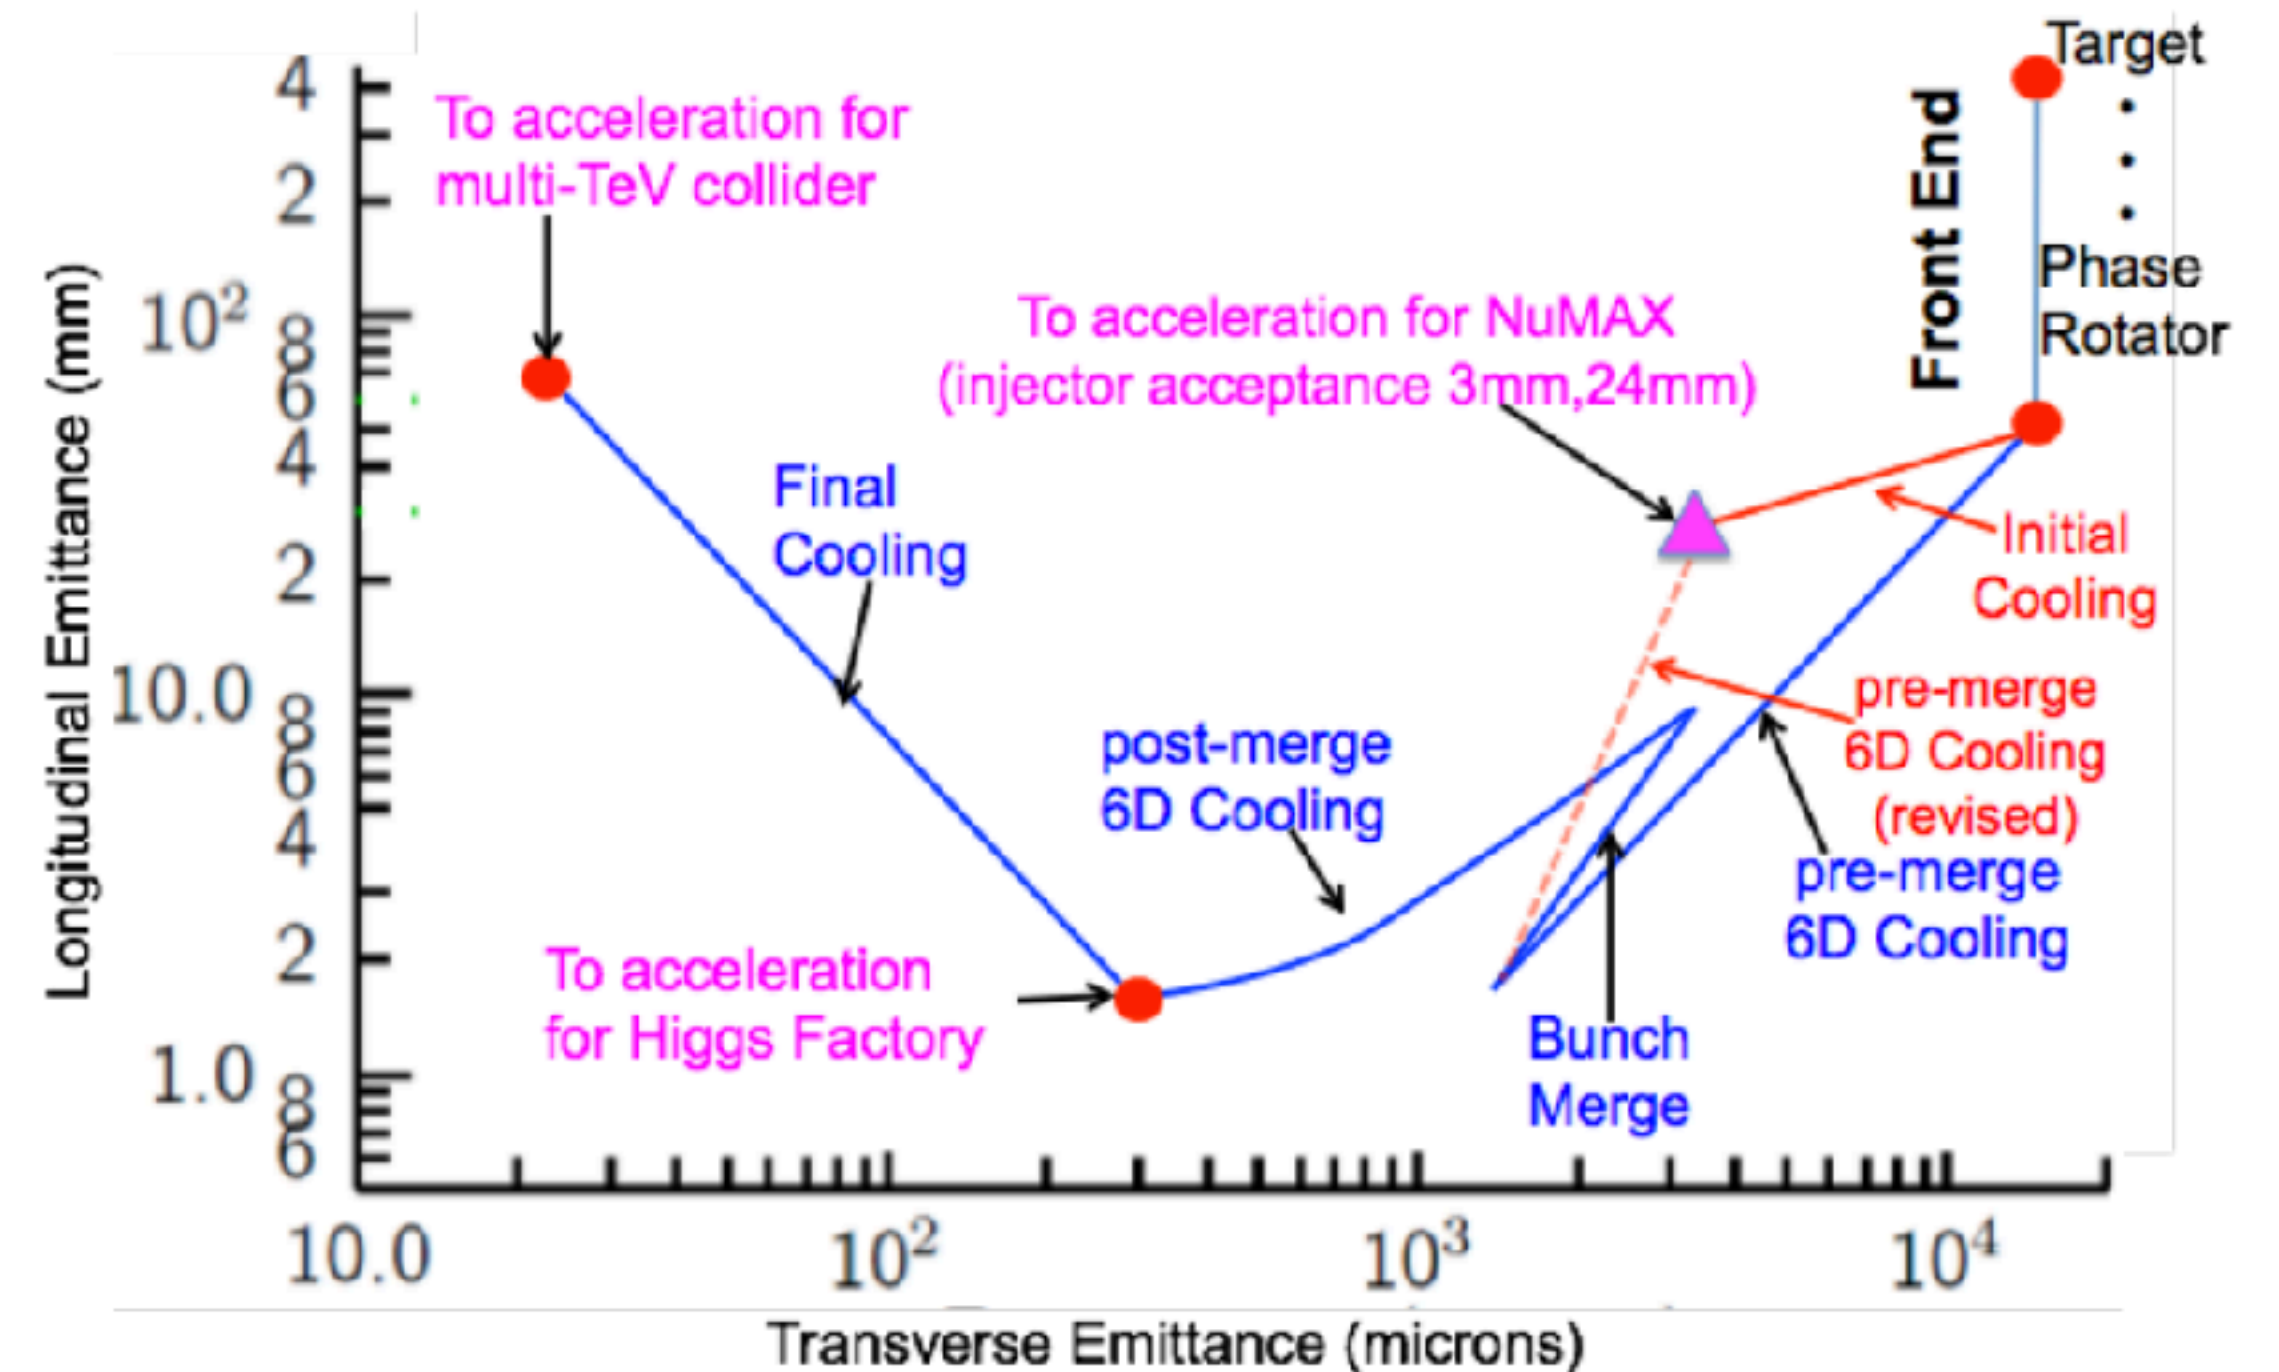 Target
To acceleration for
multi-TeV collider
Front End
Phase
Rotator
To acceleration for NuMAX
(injector acceptance 3mm,24mm)
Final
Cooling
Initial
Cooling
pre-merge
6D Cooling
(revised)
post-merge
6D Cooling
pre-merge
6D Cooling
To acceleration
for Higgs Factory
Bunch
Merge
Longitudinal Emittance (mm)
4
2
10²
8
6
4
2
10.0
8
6
4
2
1.0
8
6
10.0
10²
10³
10⁴
Transverse Emittance (microns)